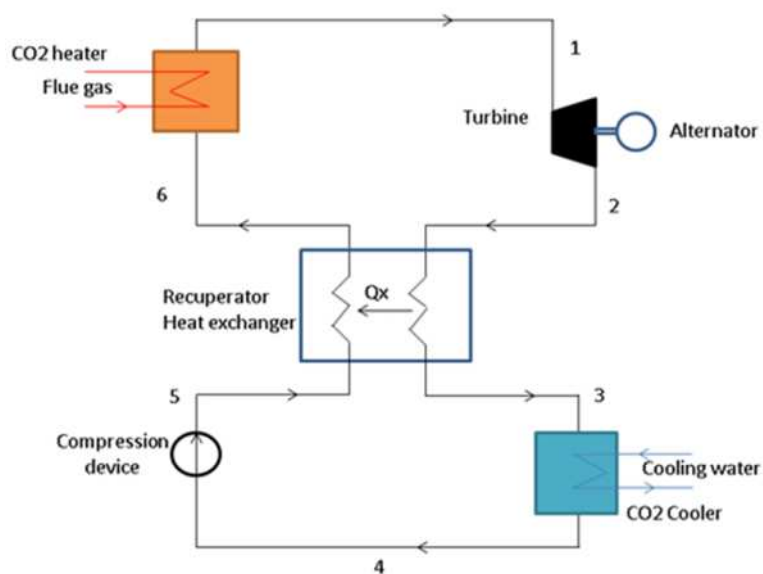 1
CO2 heater
Flue gas
Turbine
Alternator
6
2
Qx
Recuperator
Heat exchanger
5
3
Compression
device
Cooling water
CO2 Cooler
4